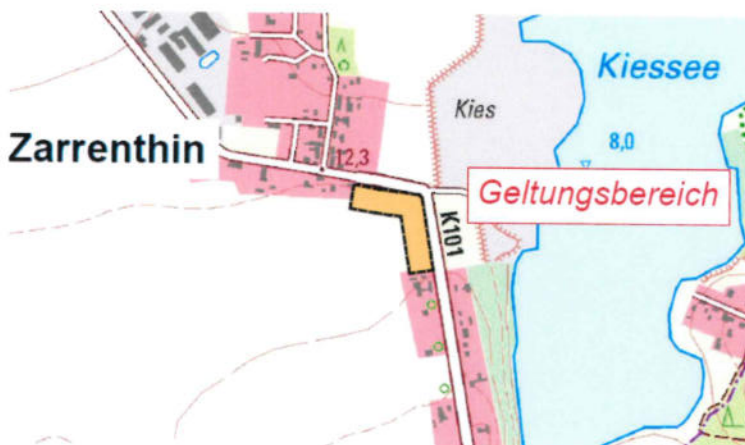 Kiessee
Kies
8,0
Zarrenthin
12,3
Geltungsbereich
K101